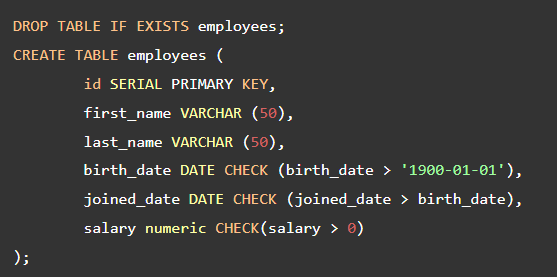 DROP TABLE IF EXISTS employees;
CREATE TABLE employees (
id SERIAL PRIMARY KEY,
first_name VARCHAR (50),
last_name VARCHAR (50),
birth_date DATE CHECK (birth_date > '1900-01-01'),
joined_date DATE CHECK (joined_date > birth_date),
salary numeric CHECK(salary > 0)
);